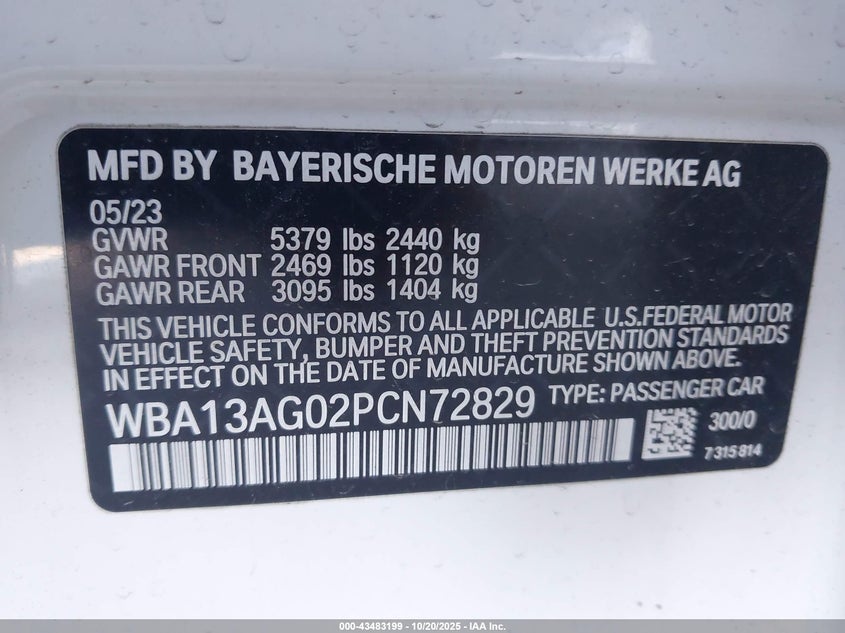 MFD BY BAYERISCHE MOTOREN WERKE AG
05/23
GVWR 5379 lbs 2440 kg
GAWR FRONT 2469 lbs 1120 kg
GAWR REAR 3095 lbs 1404 kg
THIS VEHICLE CONFORMS TO ALL APPLICABLE U.S.FEDERAL MOTOR
VEHICLE SAFETY, BUMPER AND THEFT PREVENTION STANDARDS
IN EFFECT ON THE DATE OF MANUFACTURE SHOWN ABOVE.
WBA13AG02PCN72829 TYPE: PASSENGER CAR
300/0
7315814
000-43483199 - 10/20/2025 - IAA Inc.